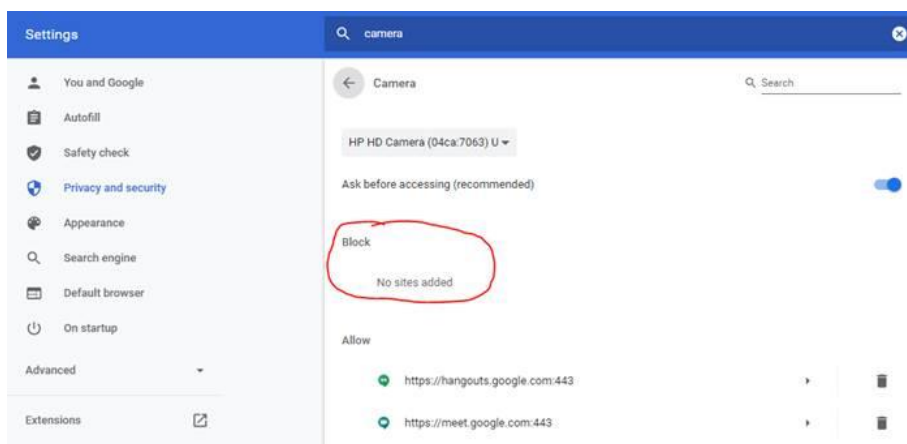 Settings
camera
You and Google
Autofill
Safety check
Privacy and security
Appearance
Search engine
Default browser
On startup
Advanced
Extensions
Camera
Search
HP HD Camera (04ca:7063) U
Ask before accessing (recommended)
Block
No sites added
Allow
https://hangouts.google.com:443
https://meet.google.com:443